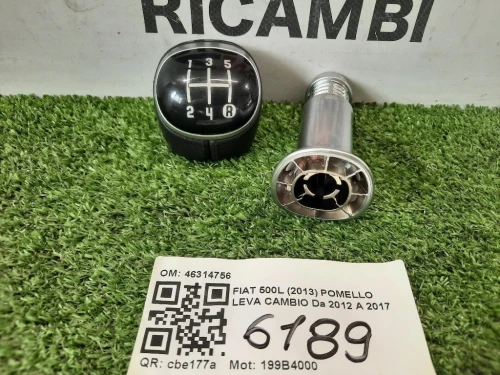 RICAMBI
1 3 5
2 4 R
OM: 46314756
FIAT 500L (2013) POMELLO
LEVA CAMBIO Da 2012 A 2017
6189
QR: cbe177a Mot: 199B4000